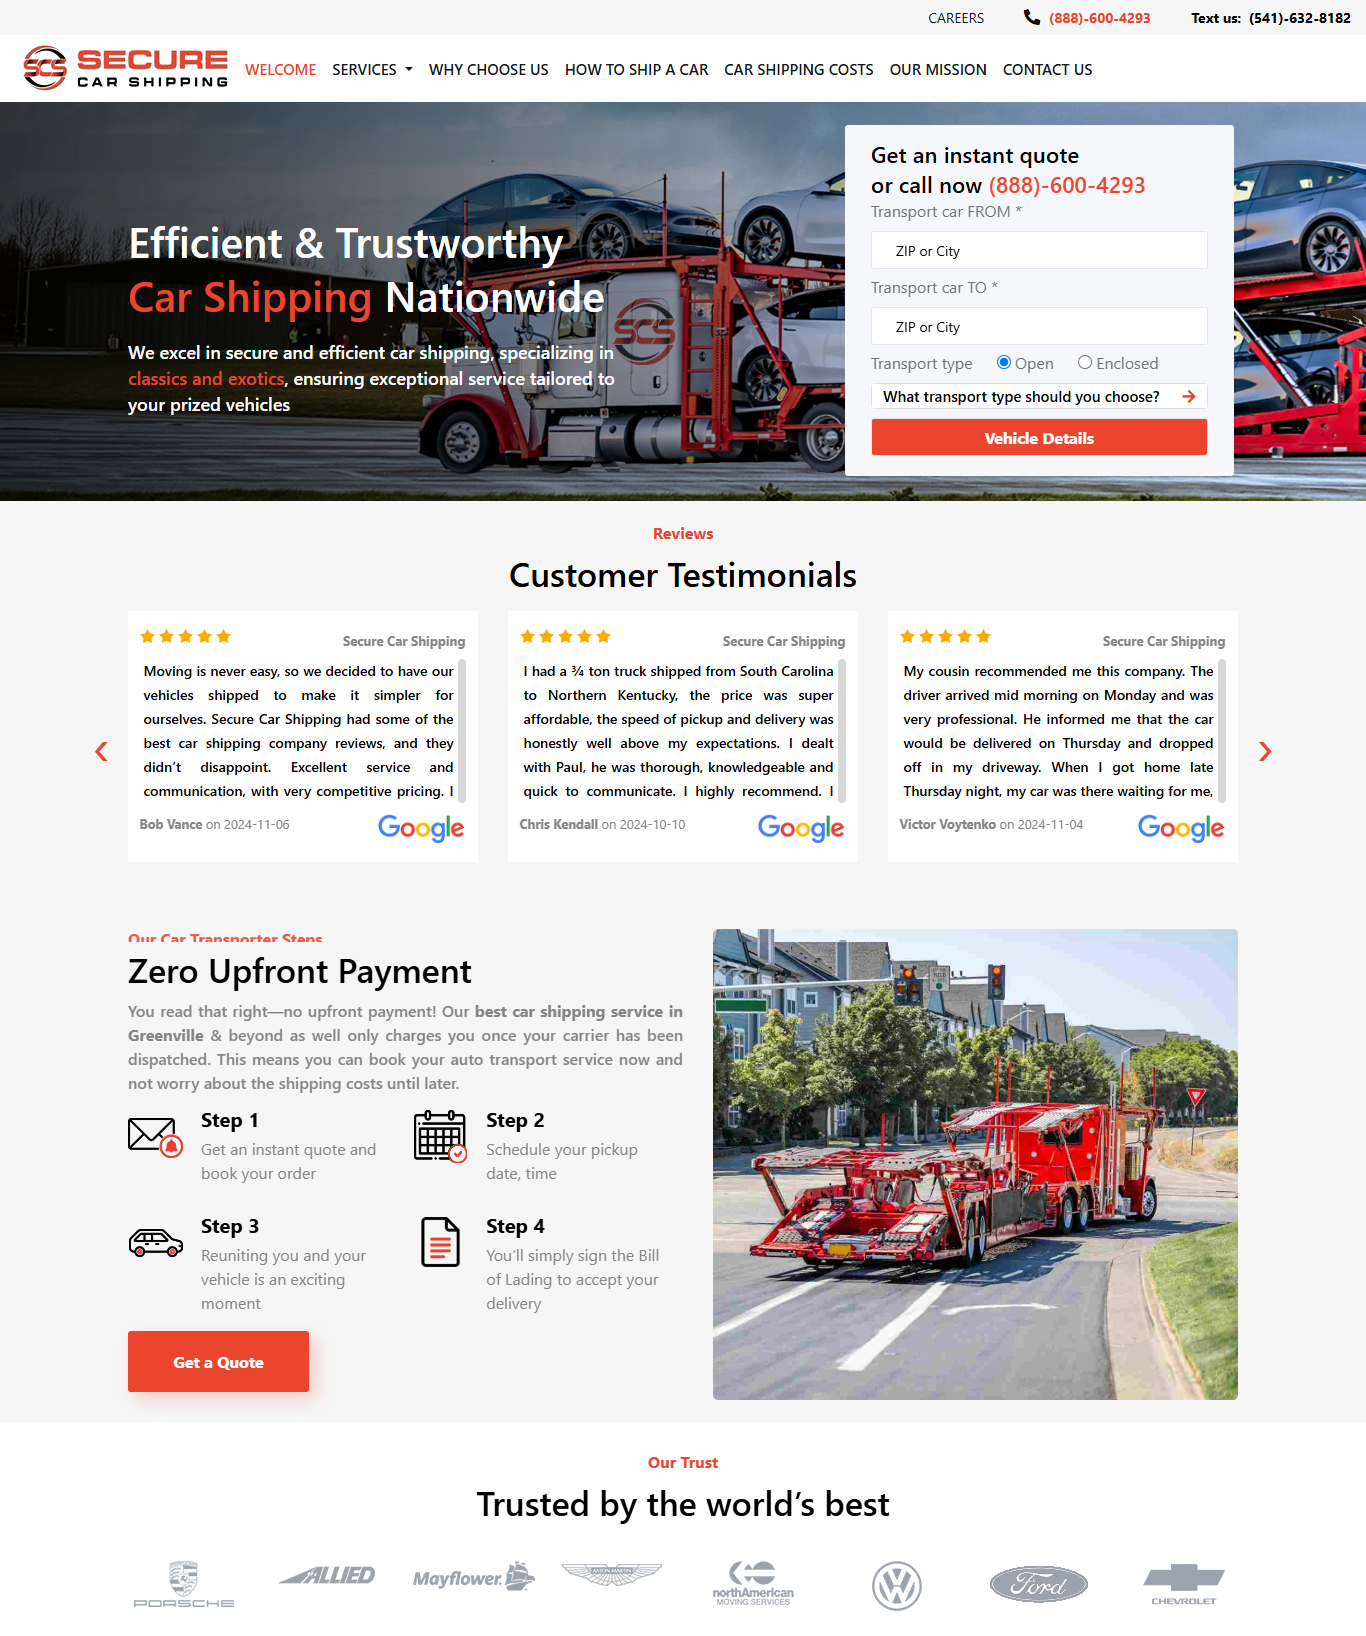 CAREERS (888)-600-4293 Text us: (541)-632-8182
SCS SECURE
CAR SHIPPING
WELCOME SERVICES WHY CHOOSE US HOW TO SHIP A CAR CAR SHIPPING COSTS OUR MISSION CONTACT US
Efficient & Trustworthy
Car Shipping Nationwide
We excel in secure and efficient car shipping, specializing in
classics and exotics, ensuring exceptional service tailored to
your prized vehicles
SCS
Get an instant quote
or call now (888)-600-4293
Transport car FROM *
ZIP or City
Transport car TO *
ZIP or City
Transport type Open Enclosed
What transport type should you choose?
Vehicle Details
Reviews
Customer Testimonials
Secure Car Shipping
Moving is never easy, so we decided to have our
vehicles shipped to make it simpler for
ourselves. Secure Car Shipping had some of the
best car shipping company reviews, and they
didn’t disappoint. Excellent service and
communication, with very competitive pricing. I
Bob Vance on 2024-11-06
Google
Secure Car Shipping
I had a ¾ ton truck shipped from South Carolina
to Northern Kentucky, the price was super
affordable, the speed of pickup and delivery was
honestly well above my expectations. I dealt
with Paul, he was thorough, knowledgeable and
quick to communicate. I highly recommend. I
Chris Kendall on 2024-10-10
Google
Secure Car Shipping
My cousin recommended me this company. The
driver arrived mid morning on Monday and was
very professional. He informed me that the car
would be delivered on Thursday and dropped
off in my driveway. When I got home late
Thursday night, my car was there waiting for me,
Victor Voytenko on 2024-11-04
Google
Our Car Transporter Steps
Zero Upfront Payment
You read that right—no upfront payment! Our best car shipping service in
Greenville & beyond as well only charges you once your carrier has been
dispatched. This means you can book your auto transport service now and
not worry about the shipping costs until later.
Step 1
Get an instant quote and
book your order
Step 2
Schedule your pickup
date, time
Step 3
Reuniting you and your
vehicle is an exciting
moment
Step 4
You’ll simply sign the Bill
of Lading to accept your
delivery
Get a Quote
Our Trust
Trusted by the world’s best
PORSCHE
ALLIED
Mayflower.
ASTON MARTIN
northAmerican
MOVING SERVICES
Ford
CHEVROLET